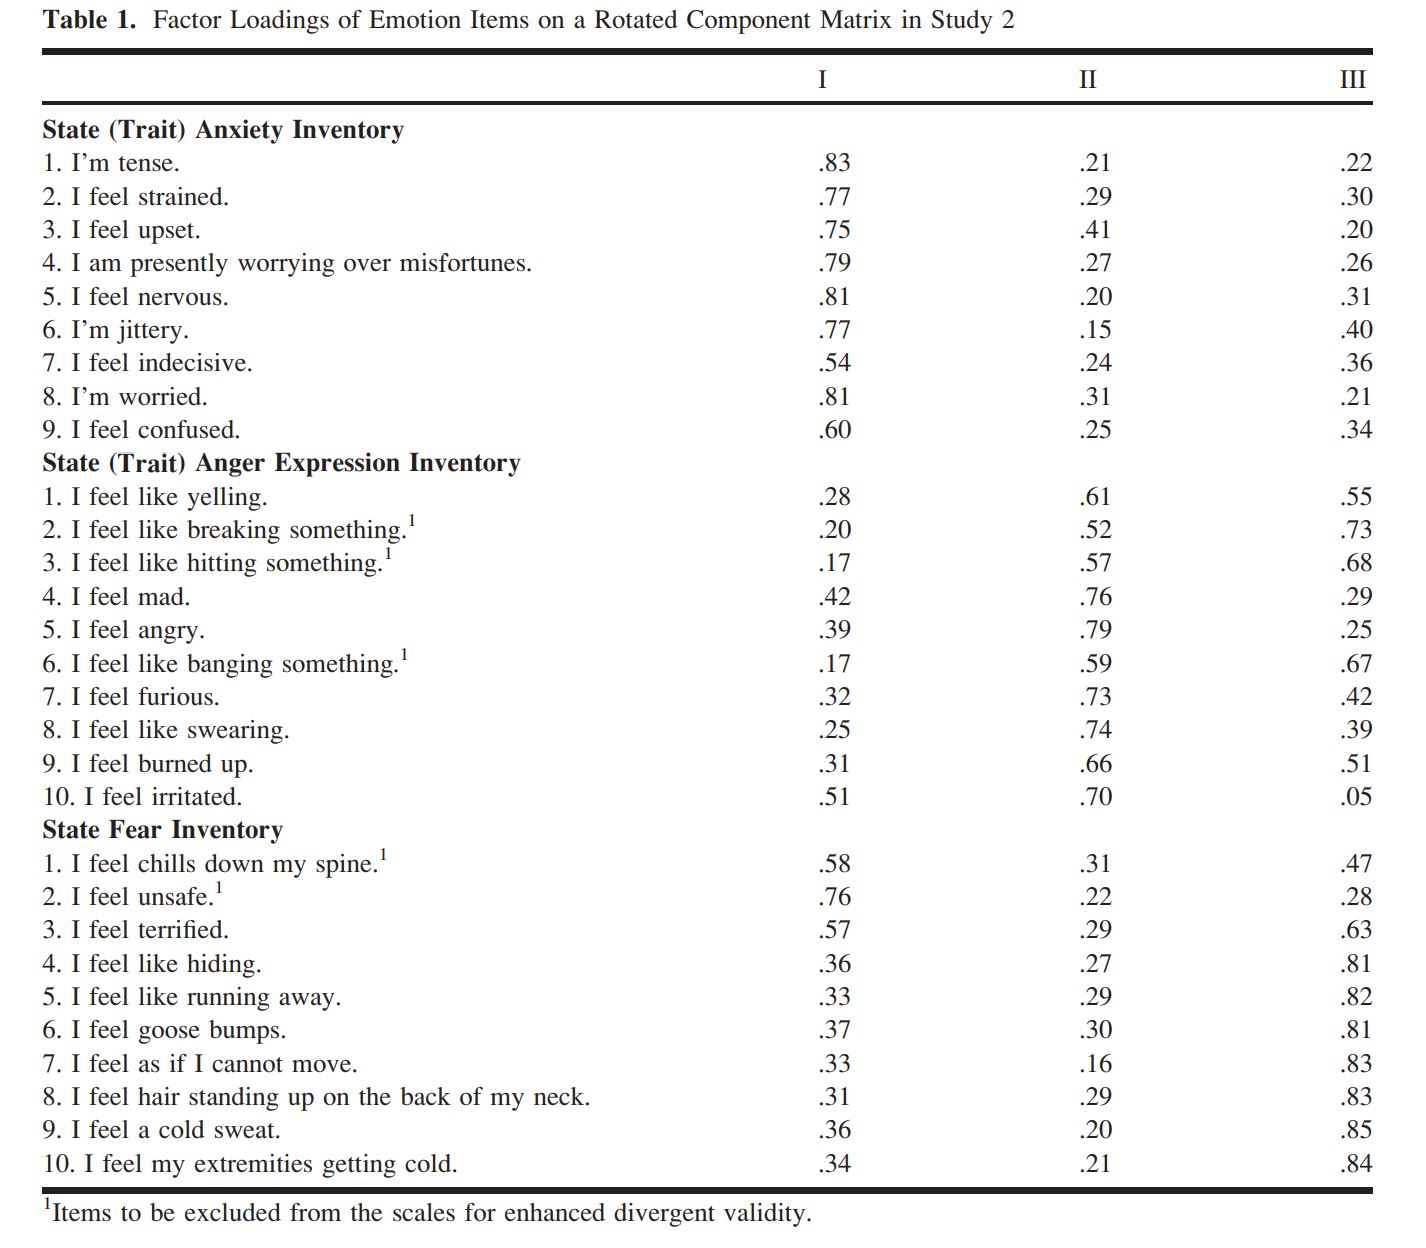 Table 1. Factor Loadings of Emotion Items on a Rotated Component Matrix in Study 2
I II III
State (Trait) Anxiety Inventory
1. I’m tense. .83 .21 .22
2. I feel strained. .77 .29 .30
3. I feel upset. .75 .41 .20
4. I am presently worrying over misfortunes. .79 .27 .26
5. I feel nervous. .81 .20 .31
6. I’m jittery. .77 .15 .40
7. I feel indecisive. .54 .24 .36
8. I’m worried. .81 .31 .21
9. I feel confused. .60 .25 .34
State (Trait) Anger Expression Inventory
1. I feel like yelling. .28 .61 .55
2. I feel like breaking something.¹ .20 .52 .73
3. I feel like hitting something.¹ .17 .57 .68
4. I feel mad. .42 .76 .29
5. I feel angry. .39 .79 .25
6. I feel like banging something.¹ .17 .59 .67
7. I feel furious. .32 .73 .42
8. I feel like swearing. .25 .74 .39
9. I feel burned up. .31 .66 .51
10. I feel irritated. .51 .70 .05
State Fear Inventory
1. I feel chills down my spine.¹ .58 .31 .47
2. I feel unsafe.¹ .76 .22 .28
3. I feel terrified. .57 .29 .63
4. I feel like hiding. .36 .27 .81
5. I feel like running away. .33 .29 .82
6. I feel goose bumps. .37 .30 .81
7. I feel as if I cannot move. .33 .16 .83
8. I feel hair standing up on the back of my neck. .31 .29 .83
9. I feel a cold sweat. .36 .20 .85
10. I feel my extremities getting cold. .34 .21 .84
¹Items to be excluded from the scales for enhanced divergent validity.